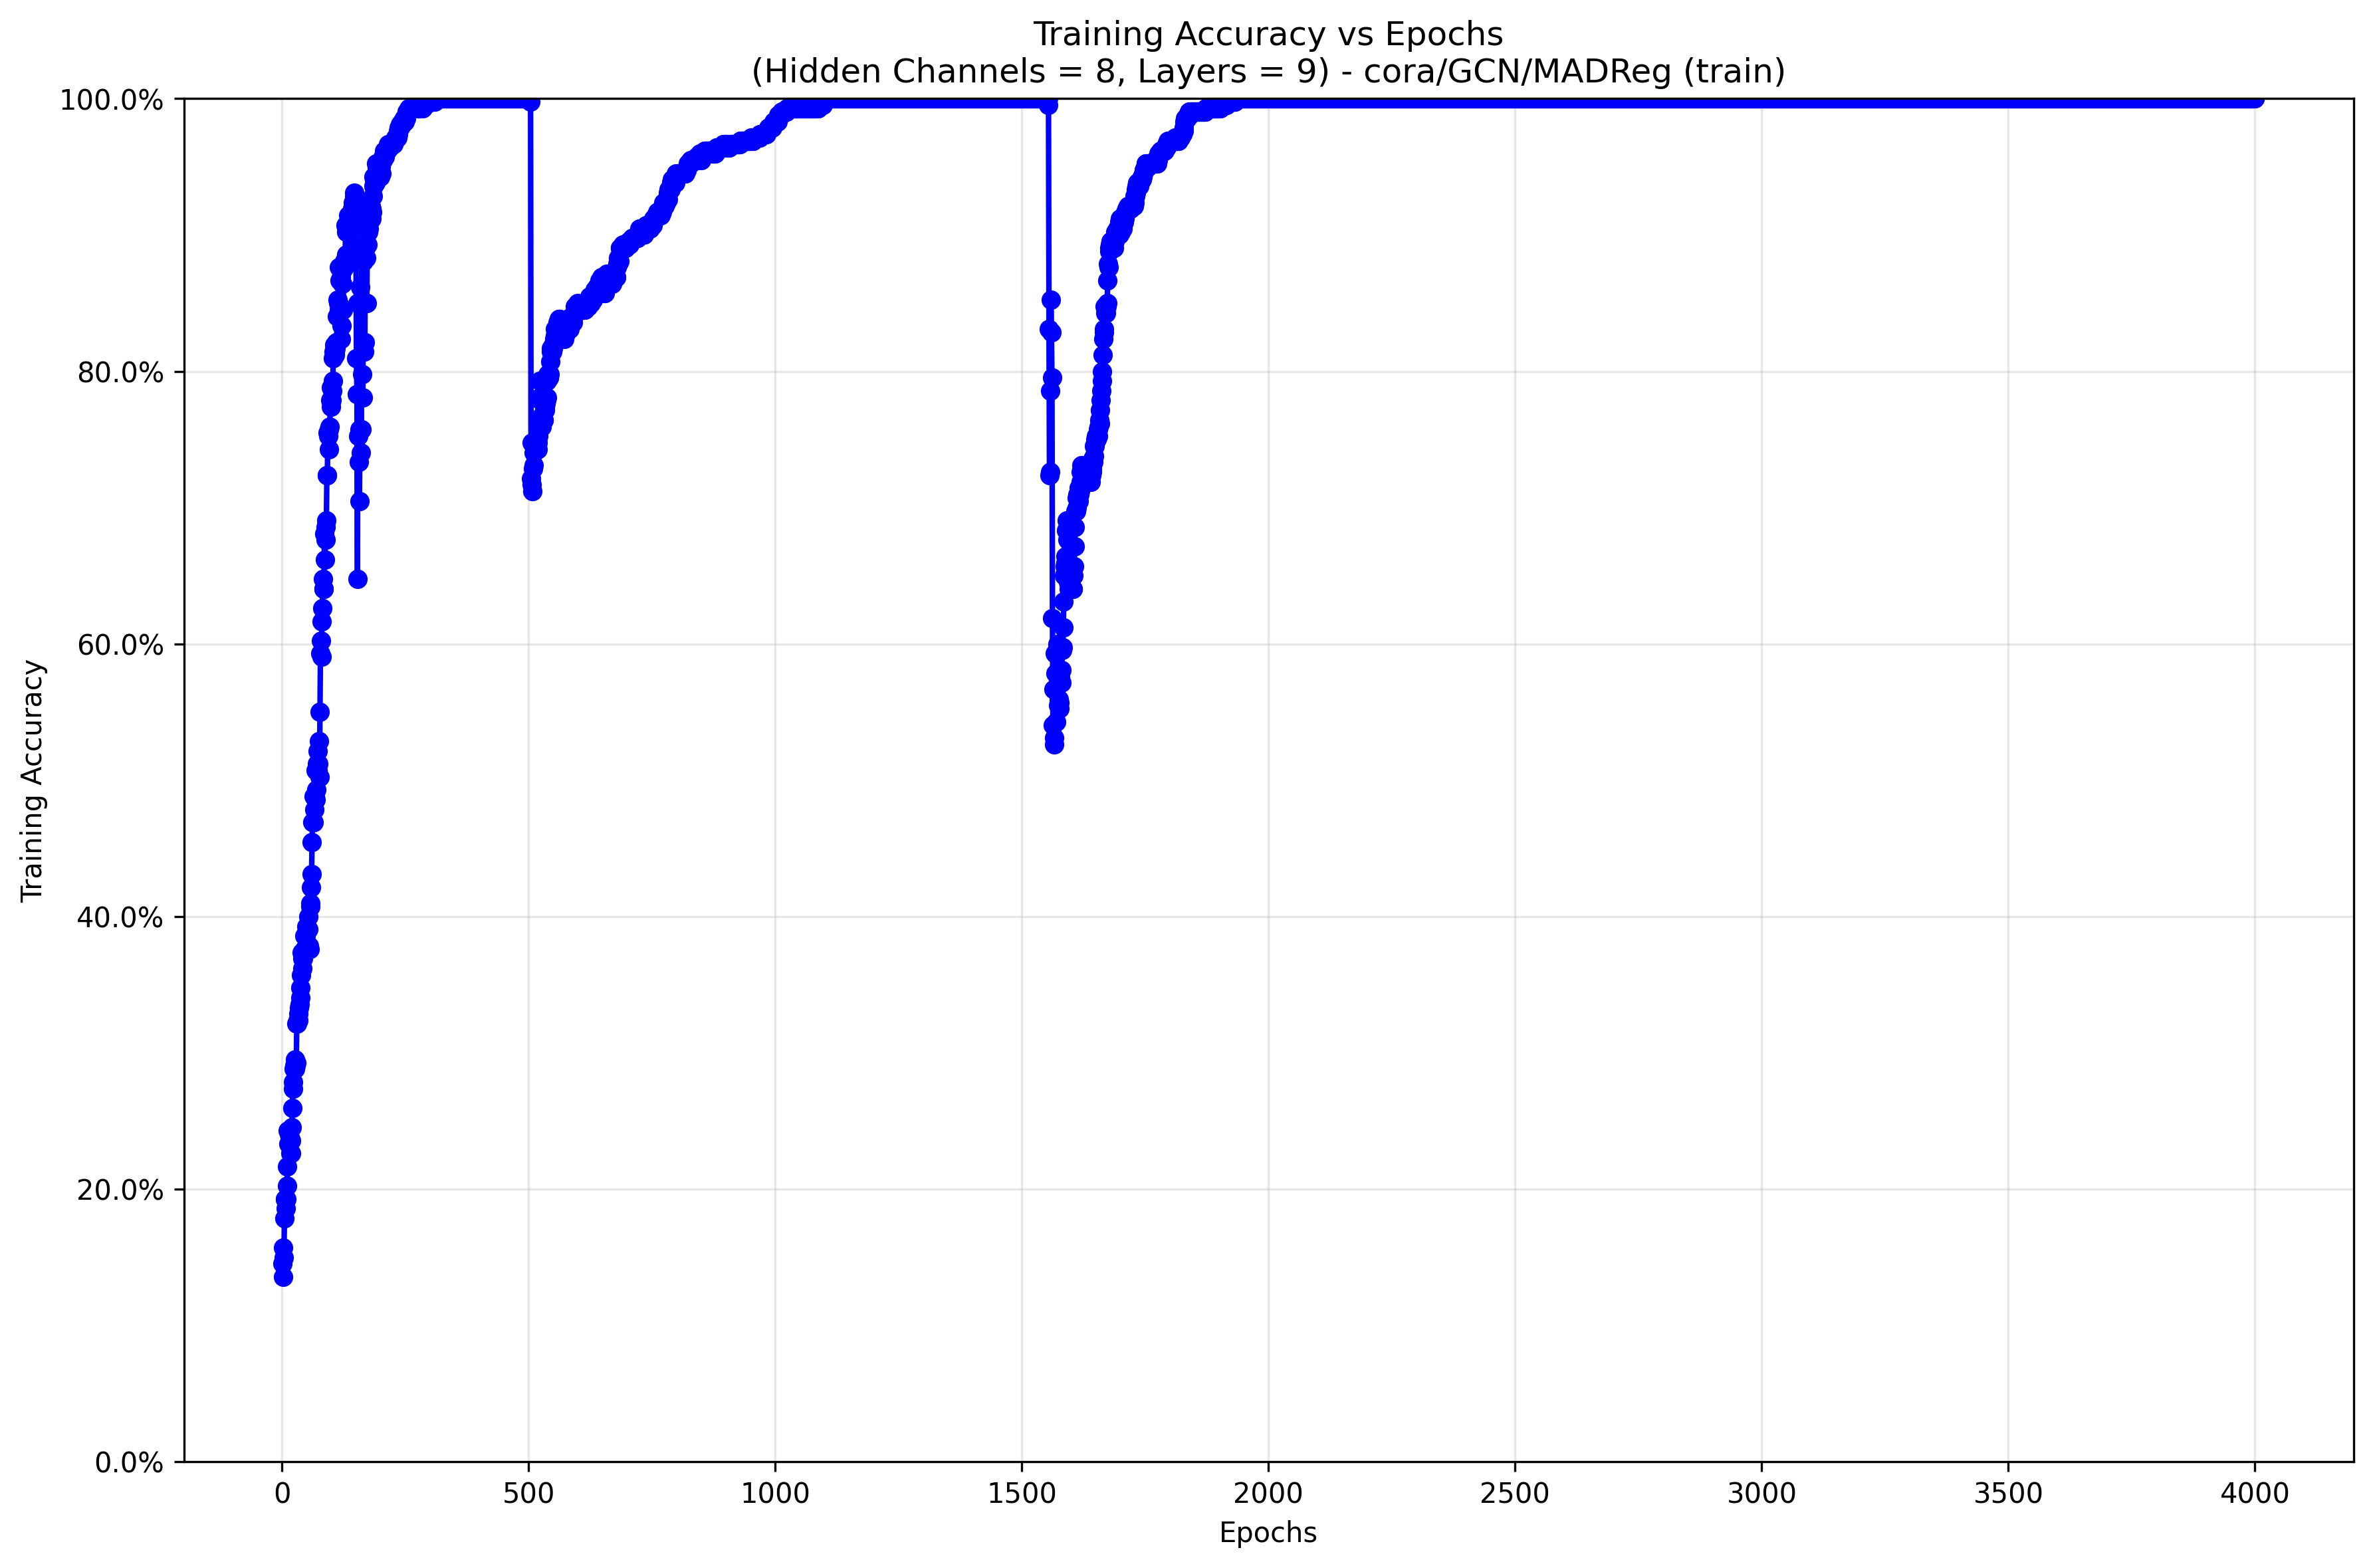 Training Accuracy vs Epochs
(Hidden Channels = 8, Layers = 9) - cora/GCN/MADReg (train)
100.0%
80.0%
60.0%
40.0%
20.0%
0.0%
Training Accuracy
0 500 1000 1500 2000 2500 3000 3500 4000
Epochs